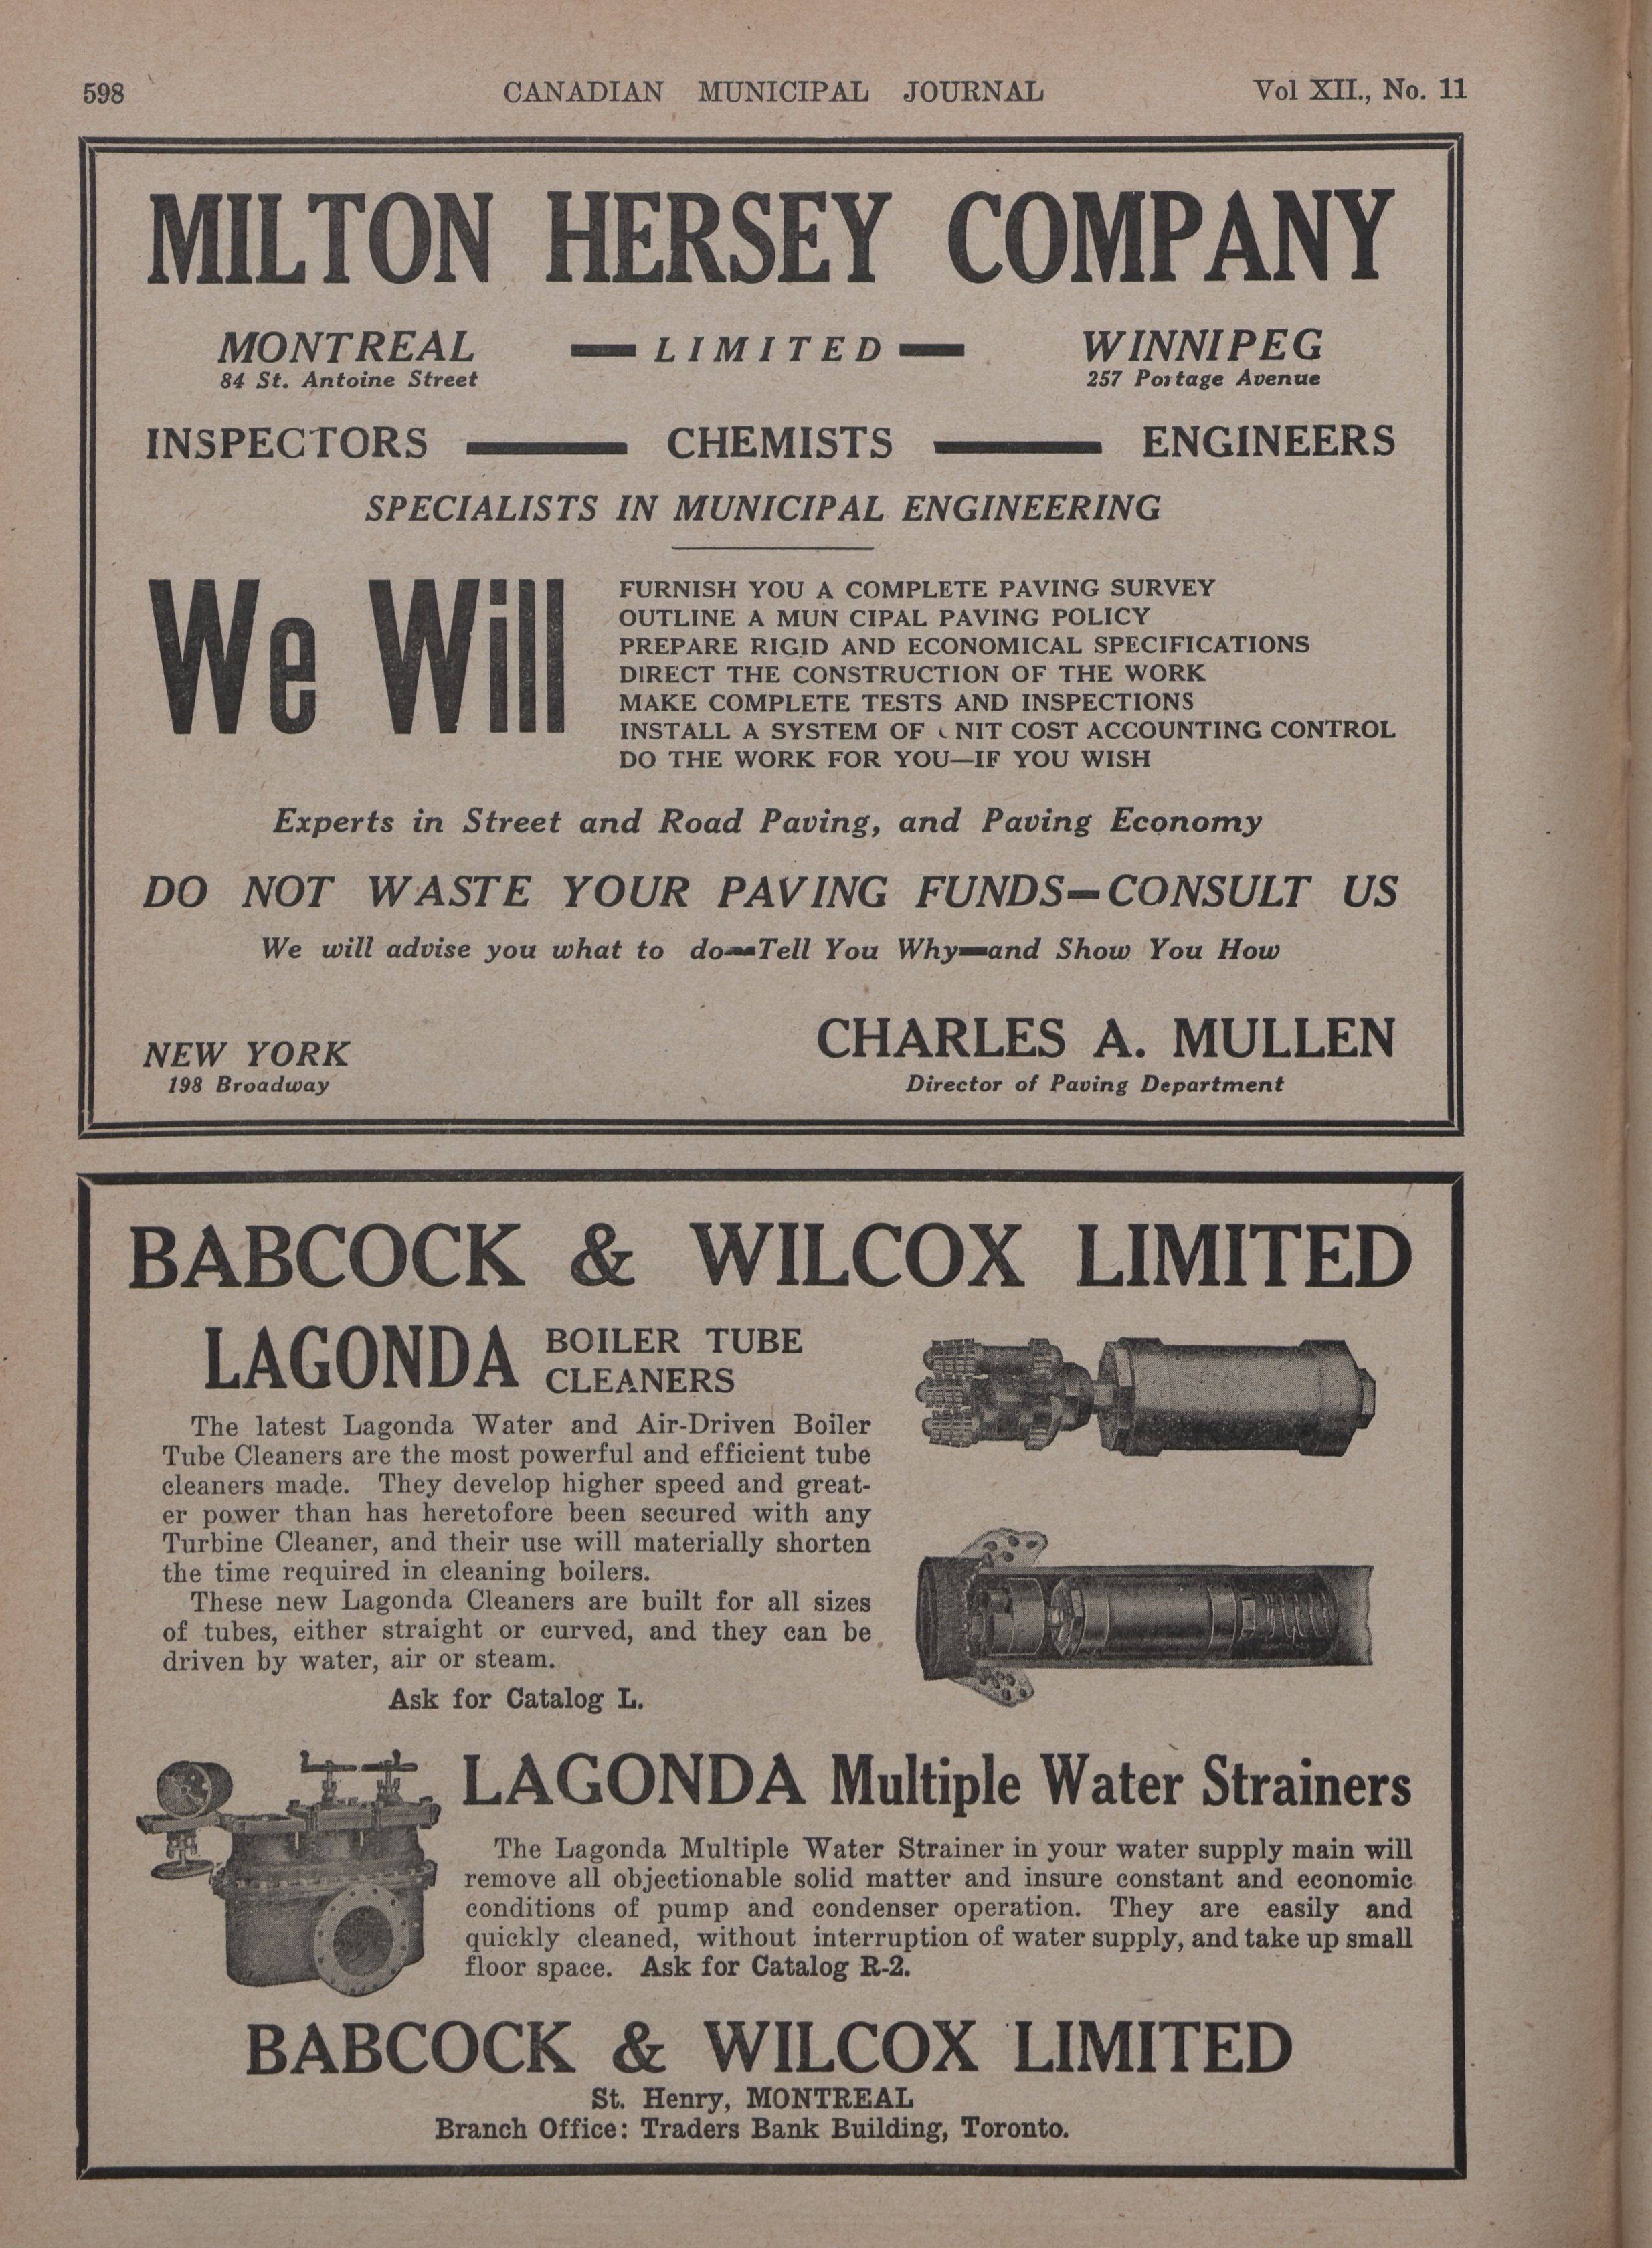 598 CANADIAN MUNICIPAL JOURNAL Vol XII., No. 11
MILTON HERSEY COMPANY
MONTREAL — LIMITED — WINNIPEG
84 St. Antoine Street 257 Portage Avenue
INSPECTORS — CHEMISTS — ENGINEERS
SPECIALISTS IN MUNICIPAL ENGINEERING
We Will
FURNISH YOU A COMPLETE PAVING SURVEY
OUTLINE A MUN CIPAL PAVING POLICY
PREPARE RIGID AND ECONOMICAL SPECIFICATIONS
DIRECT THE CONSTRUCTION OF THE WORK
MAKE COMPLETE TESTS AND INSPECTIONS
INSTALL A SYSTEM OF NIT COST ACCOUNTING CONTROL
DO THE WORK FOR YOU—IF YOU WISH
Experts in Street and Road Paving, and Paving Economy
DO NOT WASTE YOUR PAVING FUNDS—CONSULT US
We will advise you what to do—Tell You Why—and Show You How
NEW YORK
198 Broadway
CHARLES A. MULLEN
Director of Paving Department
BABCOCK & WILCOX LIMITED
LAGONDA BOILER TUBE
CLEANERS
The latest Lagonda Water and Air-Driven Boiler
Tube Cleaners are the most powerful and efficient tube
cleaners made. They develop higher speed and great-
er power than has heretofore been secured with any
Turbine Cleaner, and their use will materially shorten
the time required in cleaning boilers.
These new Lagonda Cleaners are built for all sizes
of tubes, either straight or curved, and they can be
driven by water, air or steam.
Ask for Catalog L.
LAGONDA Multiple Water Strainers
The Lagonda Multiple Water Strainer in your water supply main will
remove all objectionable solid matter and insure constant and economic
conditions of pump and condenser operation. They are easily and
quickly cleaned, without interruption of water supply, and take up small
floor space. Ask for Catalog R-2.
BABCOCK & WILCOX LIMITED
St. Henry, MONTREAL
Branch Office: Traders Bank Building, Toronto.